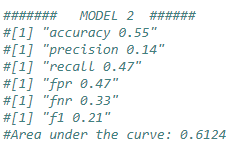 #######   MODEL 2  ######
#[1] "accuracy 0.55"
#[1] "precision 0.14"
#[1] "recall 0.47"
#[1] "fpr 0.47"
#[1] "fnr 0.33"
#[1] "f1 0.21"
#Area under the curve: 0.6124